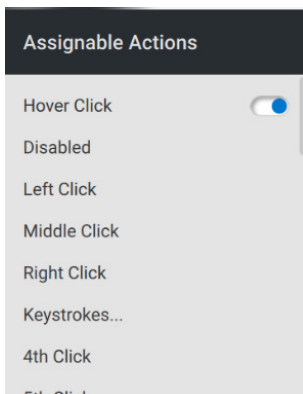 Assignable Actions
Hover Click
Disabled
Left Click
Middle Click
Right Click
Keystrokes...
4th Click